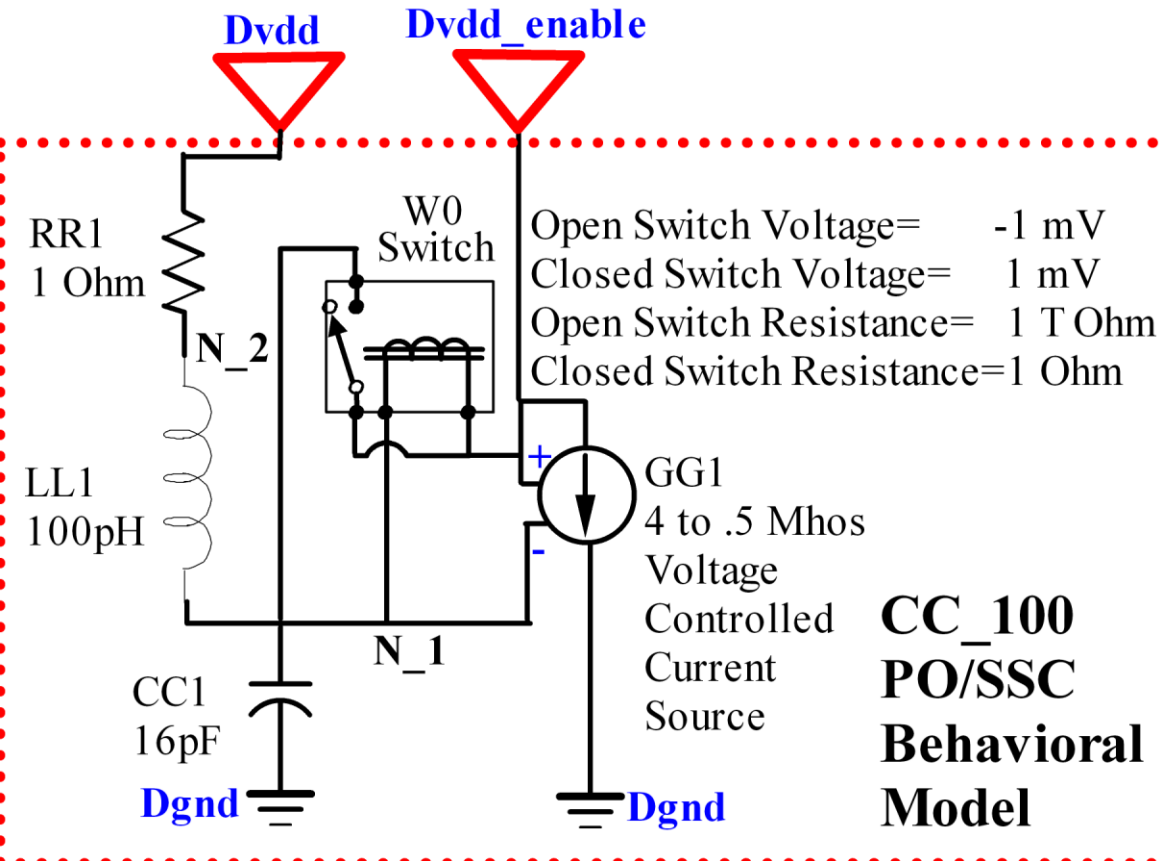 Dvdd
Dvdd_enable
RR1
1 Ohm
W0
Switch
Open Switch Voltage= -1 mV
Closed Switch Voltage= 1 mV
Open Switch Resistance= 1 T Ohm
Closed Switch Resistance=1 Ohm
N_2
LL1
100pH
+
-
GG1
4 to .5 Mhos
Voltage
Controlled
Current
Source
N_1
CC1
16pF
Dgnd
Dgnd
CC_100
PO/SSC
Behavioral
Model